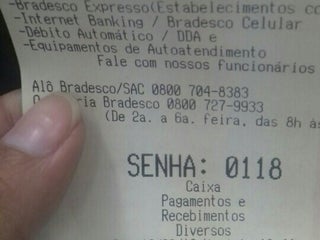 -Bradesco Expresso(Estabelecimentos co
-Internet Banking / Bradesco Celular
-Débito Automático / DDA e
-Equipamentos de Autoatendimento
Fale com nossos funcionários
Alô Bradesco/SAC 0800 704-8383
Bradesco 0800 727-9933
(De 2a. a 6a. feira, das 8h às
SENHA: 0118
Caixa
Pagamentos e
Recebimentos
Diversos